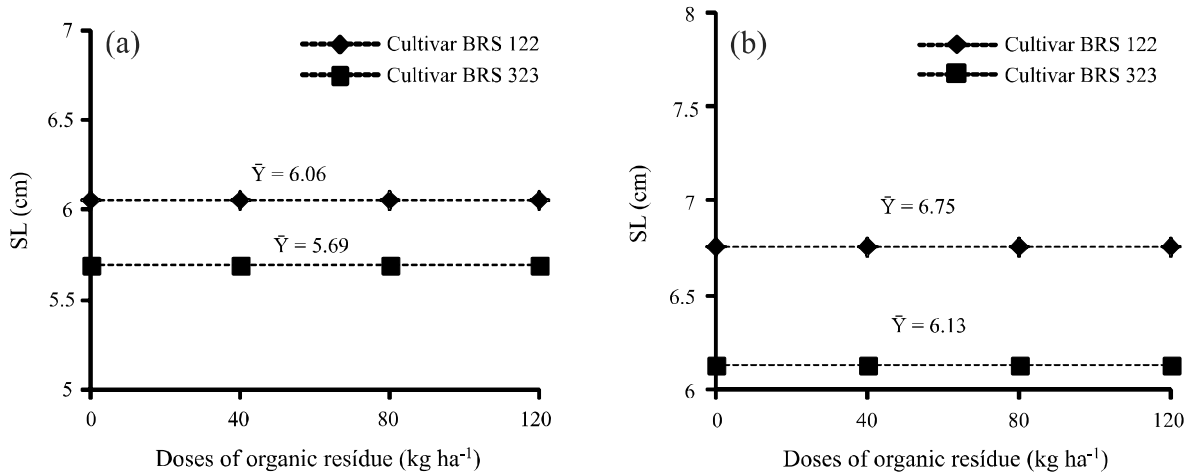 (a)
Cultivar BRS 122
Cultivar BRS 323
7
6.5
6
5.5
5
SL (cm)
Ȳ = 6.06
Ȳ = 5.69
0 40 80 120
Doses of organic resídue (kg ha⁻¹)
(b)
Cultivar BRS 122
Cultivar BRS 323
8
7.5
7
6.5
6
SL (cm)
Ȳ = 6.75
Ȳ = 6.13
0 40 80 120
Doses of organic resídue (kg ha⁻¹)